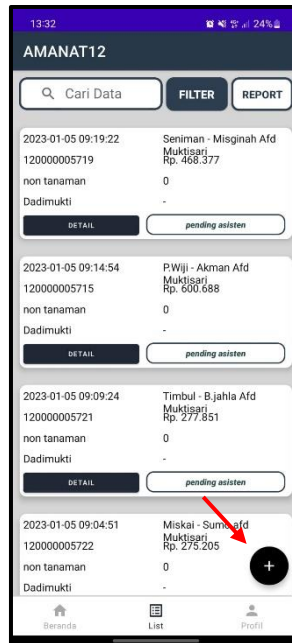 13:32 24%
AMANAT12
Cari Data FILTER REPORT
2023-01-05 09:19:22 Seniman - Misginah Afd
Muktisari
120000005719 Rp. 468.377
non tanaman 0
Dadimukti -
DETAIL pending asisten
2023-01-05 09:14:54 P.Wiji - Akman Afd
Muktisari
120000005715 Rp. 600.688
non tanaman 0
Dadimukti -
DETAIL pending asisten
2023-01-05 09:09:24 Timbul - B.jahla Afd
Muktisari
120000005721 Rp. 277.851
non tanaman 0
Dadimukti -
DETAIL pending asisten
2023-01-05 09:04:51 Miskai - Sumo afd
Muktisari
120000005722 Rp. 275.205
non tanaman 0
Dadimukti -
+
Beranda List Profil